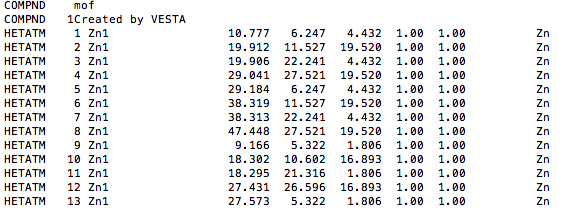 COMPND    mof
COMPND   1Created by VESTA
HETATM    1 Zn1          10.777   6.247   4.432  1.00  1.00          Zn
HETATM    2 Zn1          19.912  11.527  19.520  1.00  1.00          Zn
HETATM    3 Zn1          19.906  22.241   4.432  1.00  1.00          Zn
HETATM    4 Zn1          29.041  27.521  19.520  1.00  1.00          Zn
HETATM    5 Zn1          29.184   6.247   4.432  1.00  1.00          Zn
HETATM    6 Zn1          38.319  11.527  19.520  1.00  1.00          Zn
HETATM    7 Zn1          38.313  22.241   4.432  1.00  1.00          Zn
HETATM    8 Zn1          47.448  27.521  19.520  1.00  1.00          Zn
HETATM    9 Zn1           9.166   5.322   1.806  1.00  1.00          Zn
HETATM   10 Zn1          18.302  10.602  16.893  1.00  1.00          Zn
HETATM   11 Zn1          18.295  21.316   1.806  1.00  1.00          Zn
HETATM   12 Zn1          27.431  26.596  16.893  1.00  1.00          Zn
HETATM   13 Zn1          27.573   5.322   1.806  1.00  1.00          Zn